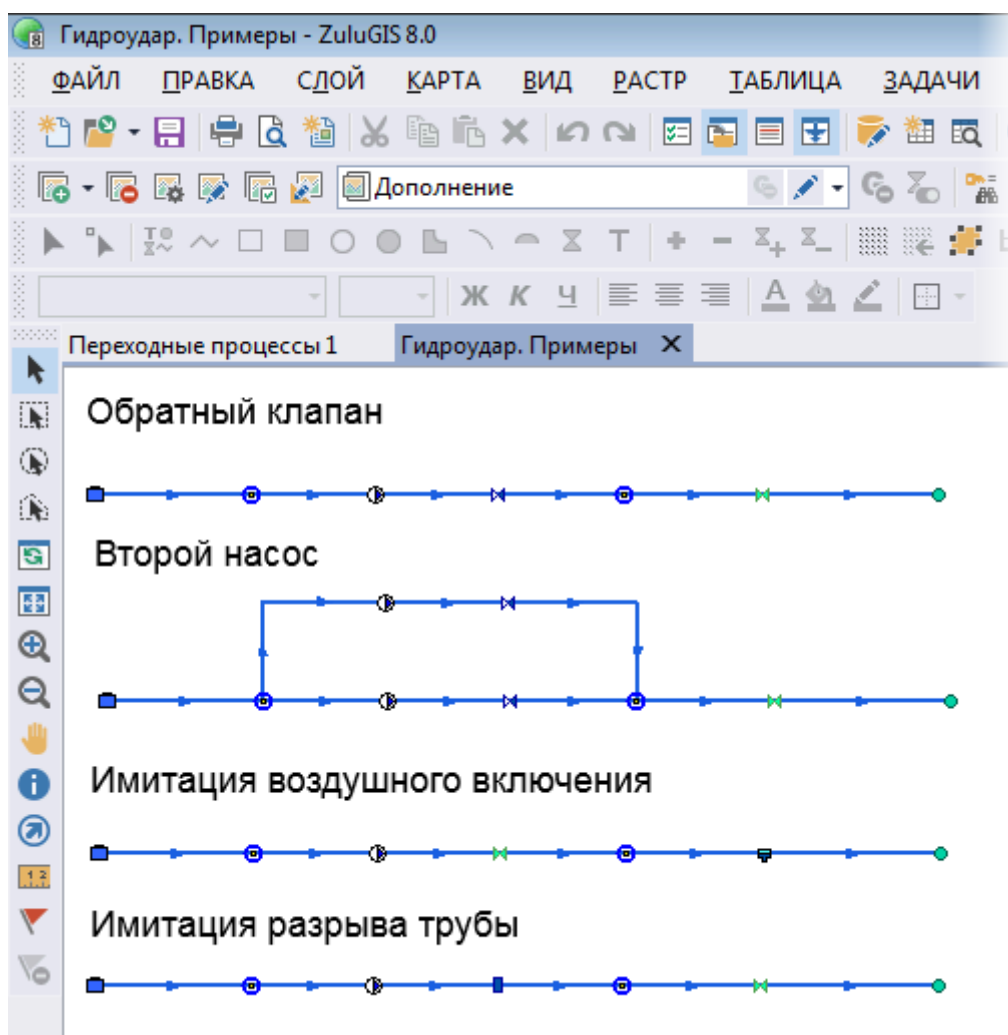 Гидроудар. Примеры - ZuluGIS 8.0
ФАЙЛ ПРАВКА СЛОЙ КАРТА ВИД РАСТР ТАБЛИЦА ЗАДАЧИ
Дополнение
Ж К Ч
Переходные процессы 1 Гидроудар. Примеры X
Обратный клапан
Второй насос
Имитация воздушного включения
Имитация разрыва трубы